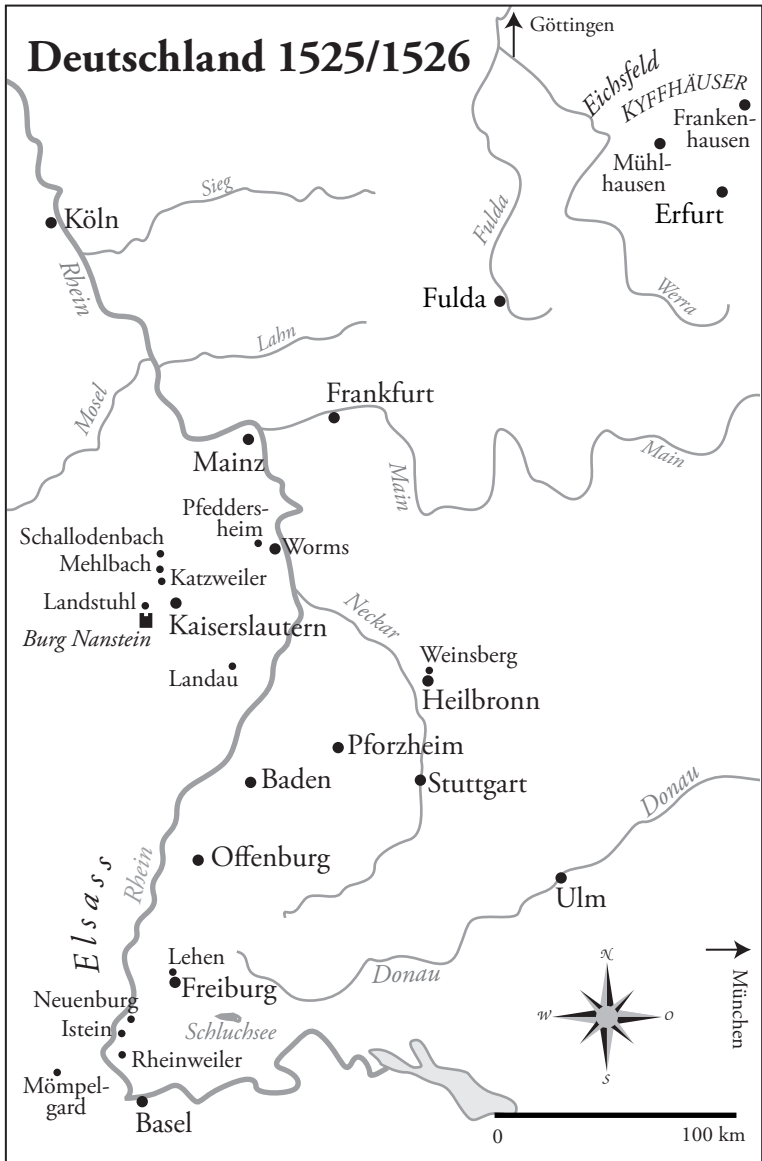 Deutschland 1525/1526
Göttingen
Eichsfeld
KYFFHÄUSER
Franken-
hausen
Mühl-
hausen
Erfurt
Sieg
Köln
Fulda
Rhein
Fulda
Werra
Lahn
Mosel
Frankfurt
Mainz
Main
Main
Pfedders-
heim
Worms
Schallodenbach
Mehlbach
Katzweiler
Landstuhl
Kaiserslautern
Burg Nanstein
Neckar
Weinsberg
Heilbronn
Landau
Pforzheim
Baden
Stuttgart
Donau
Offenburg
Rhein
Elsass
Ulm
Lehen
Freiburg
Donau
München
N
W
O
S
Neuenburg
Istein
Schluchsee
Rheinweiler
Mömpel-
gard
Basel
0
100 km